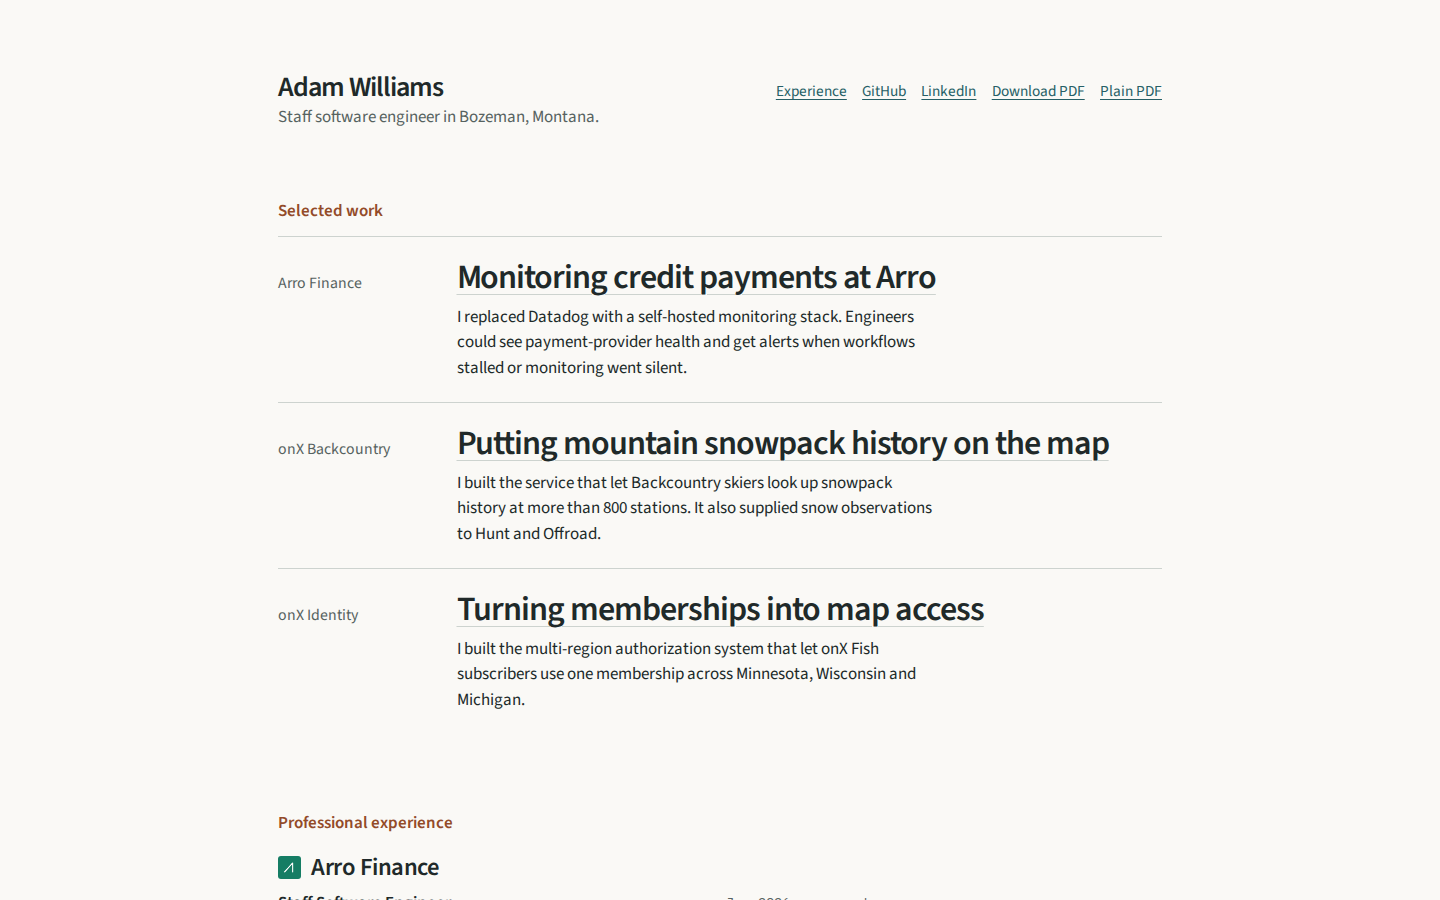 Adam Williams
Staff software engineer in Bozeman, Montana.
Experience GitHub LinkedIn Download PDF Plain PDF
Selected work
Arro Finance
Monitoring credit payments at Arro
I replaced Datadog with a self-hosted monitoring stack. Engineers
could see payment-provider health and get alerts when workflows
stalled or monitoring went silent.
onX Backcountry
Putting mountain snowpack history on the map
I built the service that let Backcountry skiers look up snowpack
history at more than 800 stations. It also supplied snow observations
to Hunt and Offroad.
onX Identity
Turning memberships into map access
I built the multi-region authorization system that let onX Fish
subscribers use one membership across Minnesota, Wisconsin and
Michigan.
Professional experience
Arro Finance
Staff Software Engineer